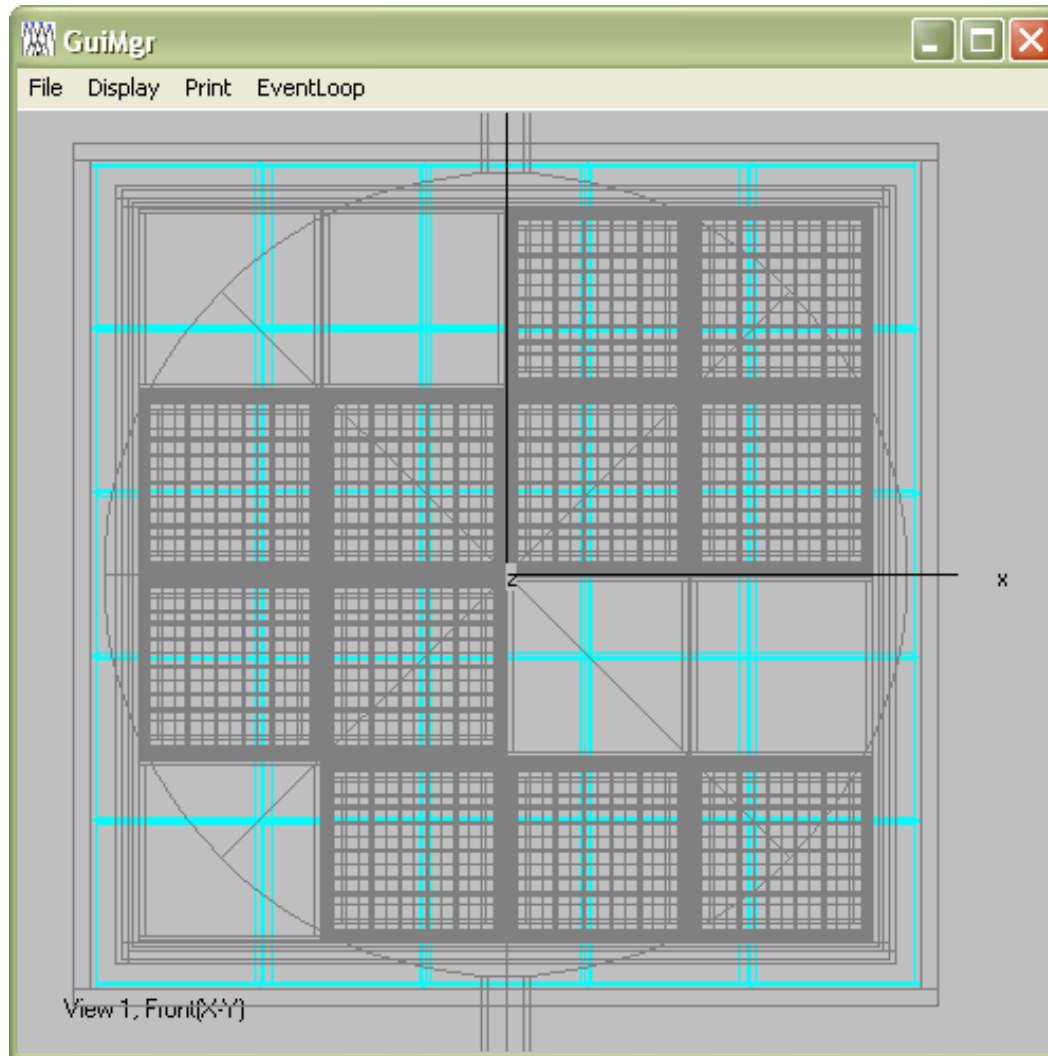 GuiMgr
File Display Print EventLoop
z
x
View 1, Front(X-Y)